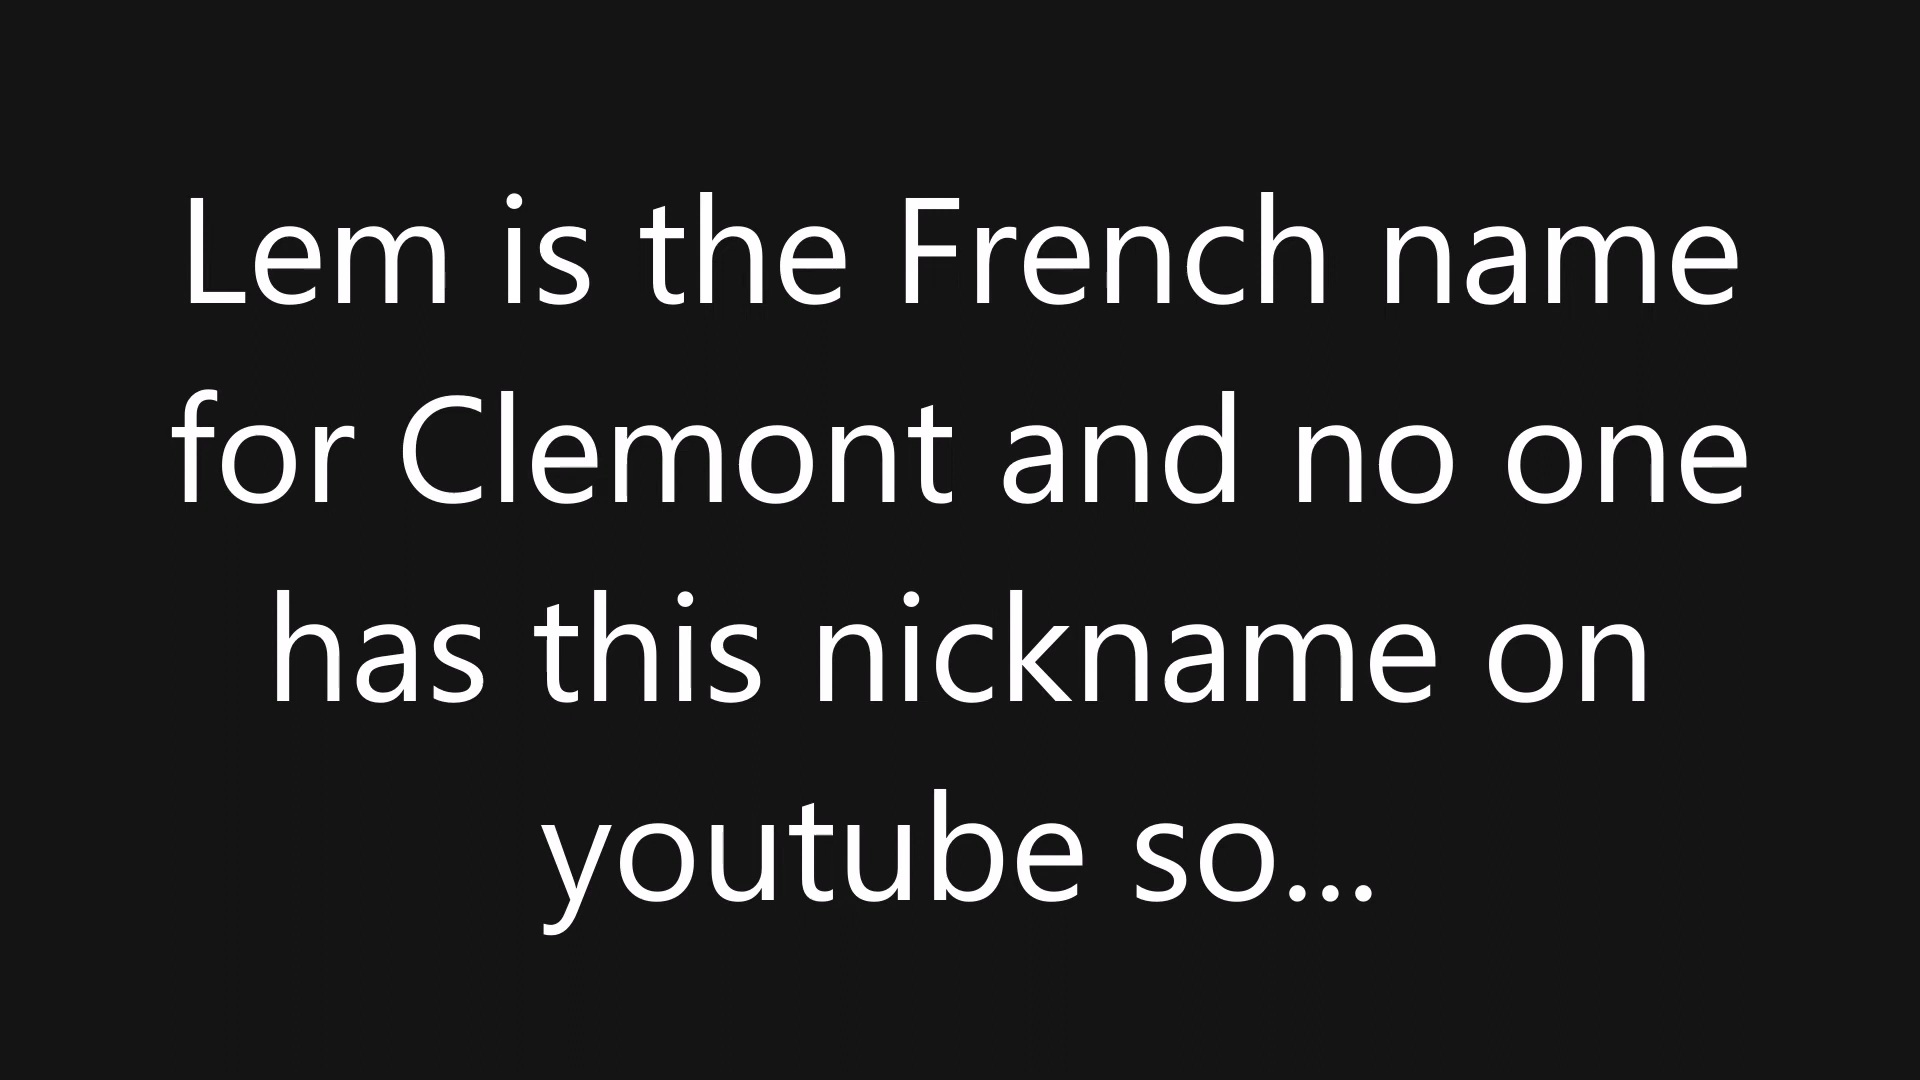 Lem is the French name
for Clemont and no one
has this nickname on
youtube so...